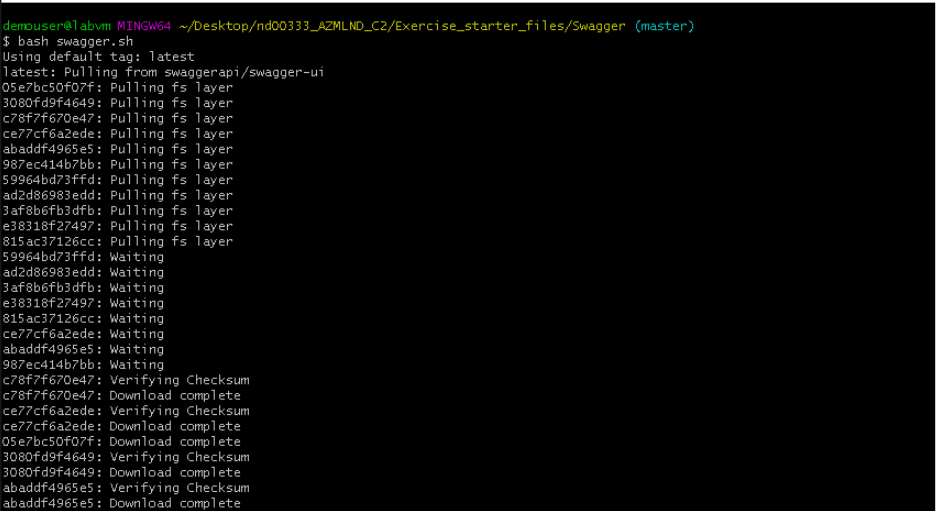 demouser@labvm MINGW64 ~/Desktop/nd00333_AZMLND_C2/Exercise_starter_files/Swagger (master)
$ bash swagger.sh
Using default tag: latest
latest: Pulling from swaggerapi/swagger-ui
05e7bc50f07f: Pulling fs layer
3080fd9f4649: Pulling fs layer
c78f7f670e47: Pulling fs layer
ce77cf6a2ede: Pulling fs layer
abaddf4965e5: Pulling fs layer
987ec414b7bb: Pulling fs layer
59964bd73ffd: Pulling fs layer
ad2d86983edd: Pulling fs layer
3af8b6fb3dfb: Pulling fs layer
e38318f27497: Pulling fs layer
815ac37126cc: Pulling fs layer
59964bd73ffd: Waiting
ad2d86983edd: Waiting
3af8b6fb3dfb: Waiting
e38318f27497: Waiting
815ac37126cc: Waiting
ce77cf6a2ede: Waiting
abaddf4965e5: Waiting
987ec414b7bb: Waiting
c78f7f670e47: Verifying Checksum
c78f7f670e47: Download complete
ce77cf6a2ede: Verifying Checksum
ce77cf6a2ede: Download complete
05e7bc50f07f: Download complete
3080fd9f4649: Verifying Checksum
3080fd9f4649: Download complete
abaddf4965e5: Verifying Checksum
abaddf4965e5: Download complete